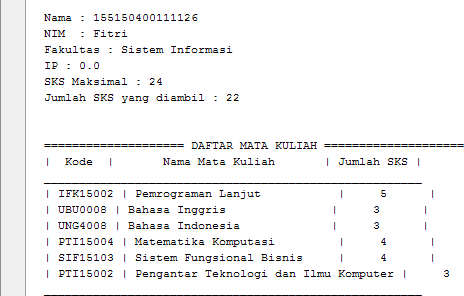 Nama : 155150400111126
NIM  : Fitri
Fakultas : Sistem Informasi
IP : 0.0
SKS Maksimal : 24
Jumlah SKS yang diambil : 22
==================== DAFTAR MATA KULIAH ====================
|  Kode  |       Nama Mata Kuliah       | Jumlah SKS |
______________________________________________________
| IFK15002 | Pemrograman Lanjut           |     5      |
| UBU0008 | Bahasa Inggris               |     3      |
| UNG4008 | Bahasa Indonesia             |     3      |
| PTI15004 | Matematika Komputasi         |     4      |
| SIF15103 | Sistem Fungsional Bisnis     |     4      |
| PTI15002 | Pengantar Teknologi dan Ilmu Komputer |     3
______________________________________________________